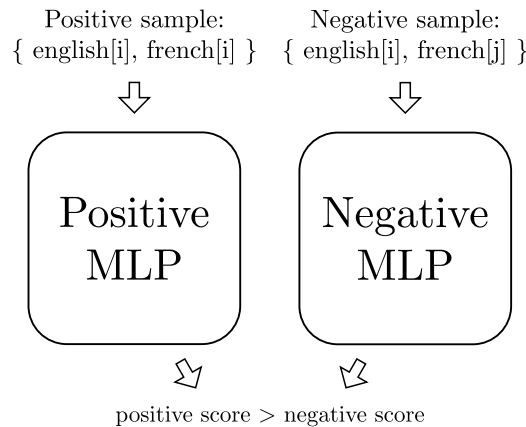 Positive sample:
{ english[i], french[i] }
Negative sample:
{ english[i], french[j] }
Positive
MLP
Negative
MLP
positive score > negative score